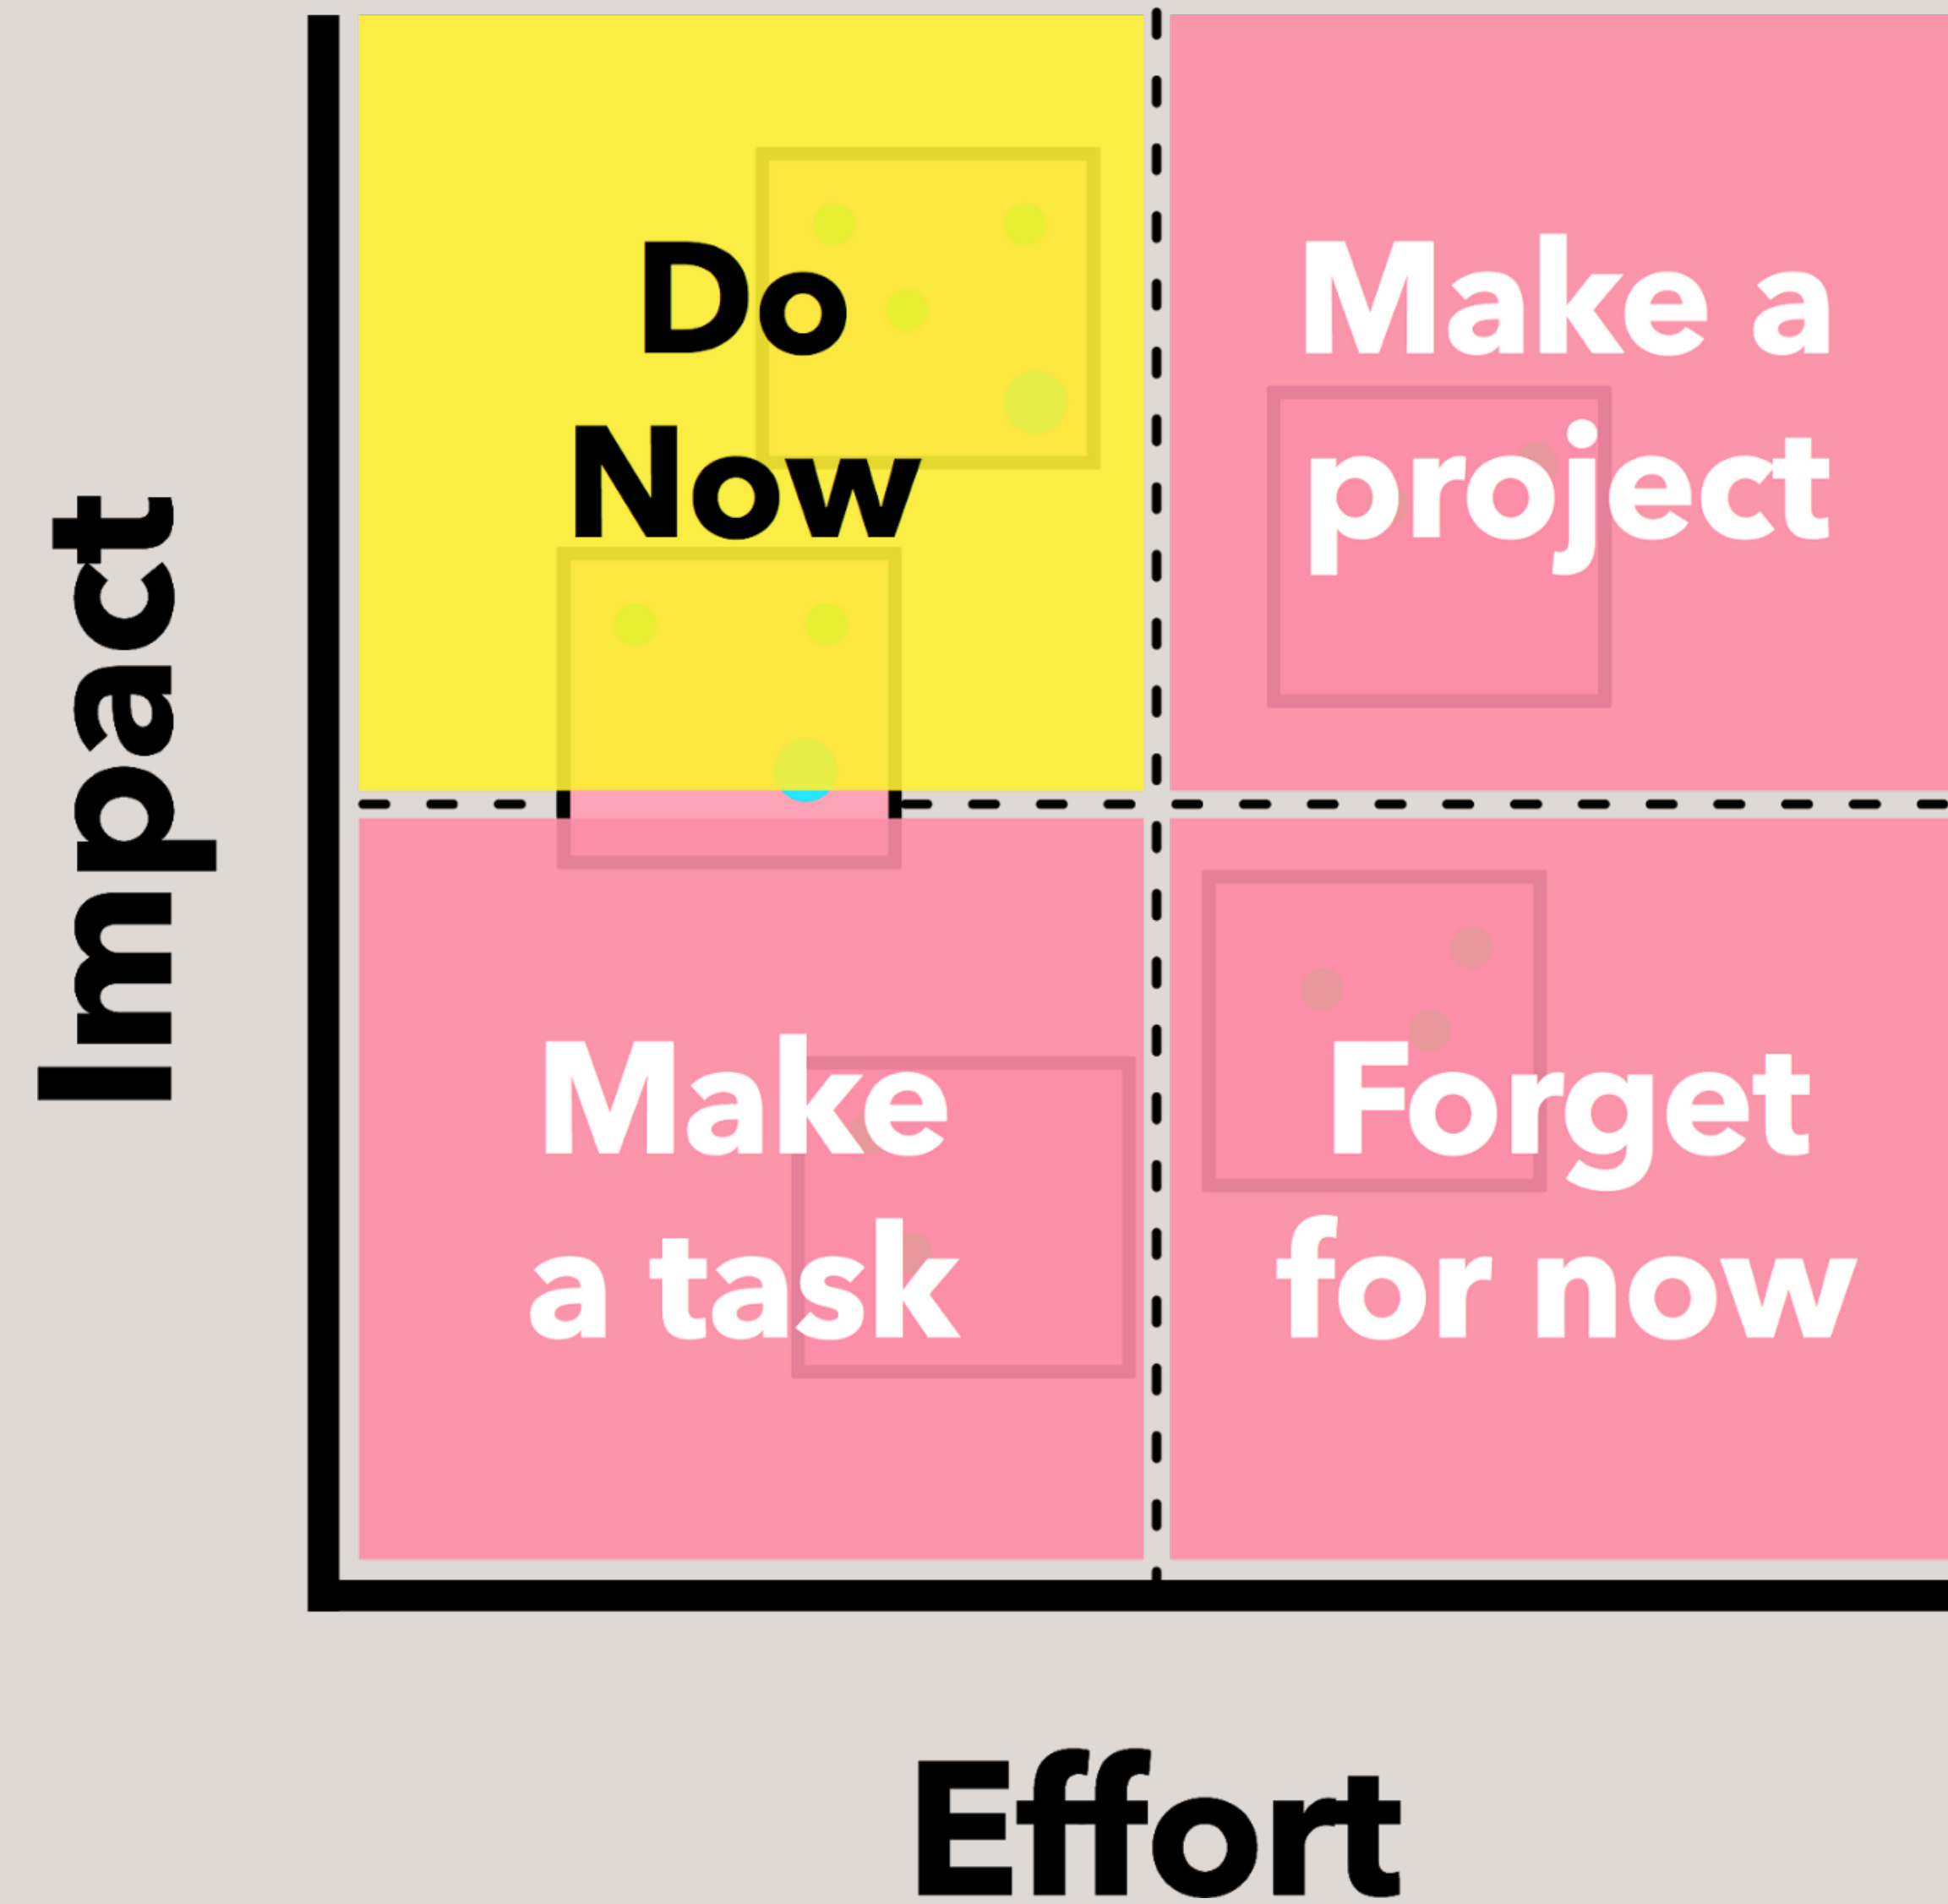 Do
Now
Make a
project
Impact
Make
a task
Forget
for now
Effort